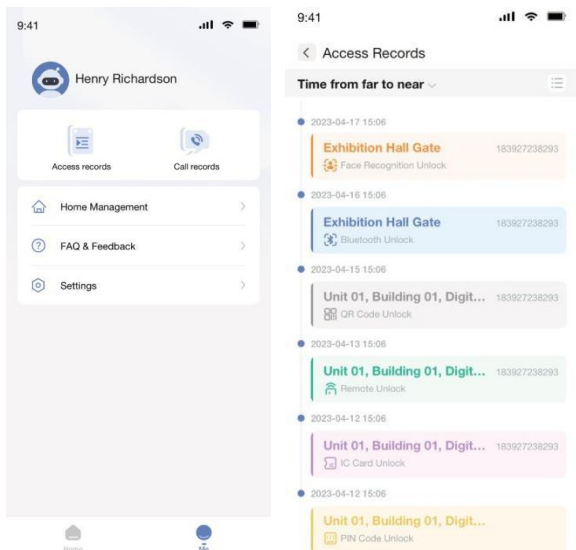 9:41
Henry Richardson
Access records
Call records
Home Management
FAQ & Feedback
Settings
Home
Me
9:41
Access Records
Time from far to near
2023-04-17 15:06
Exhibition Hall Gate 183927238293
Face Recognition Unlock
2023-04-16 15:06
Exhibition Hall Gate 183927238293
Bluetooth Unlock
2023-04-15 15:06
Unit 01, Building 01, Digit... 183927238293
QR Code Unlock
2023-04-13 15:06
Unit 01, Building 01, Digit... 183927238293
Remote Unlock
2023-04-12 15:06
Unit 01, Building 01, Digit... 183927238293
IC Card Unlock
2023-04-12 15:06
Unit 01, Building 01, Digit...
PIN Code Unlock